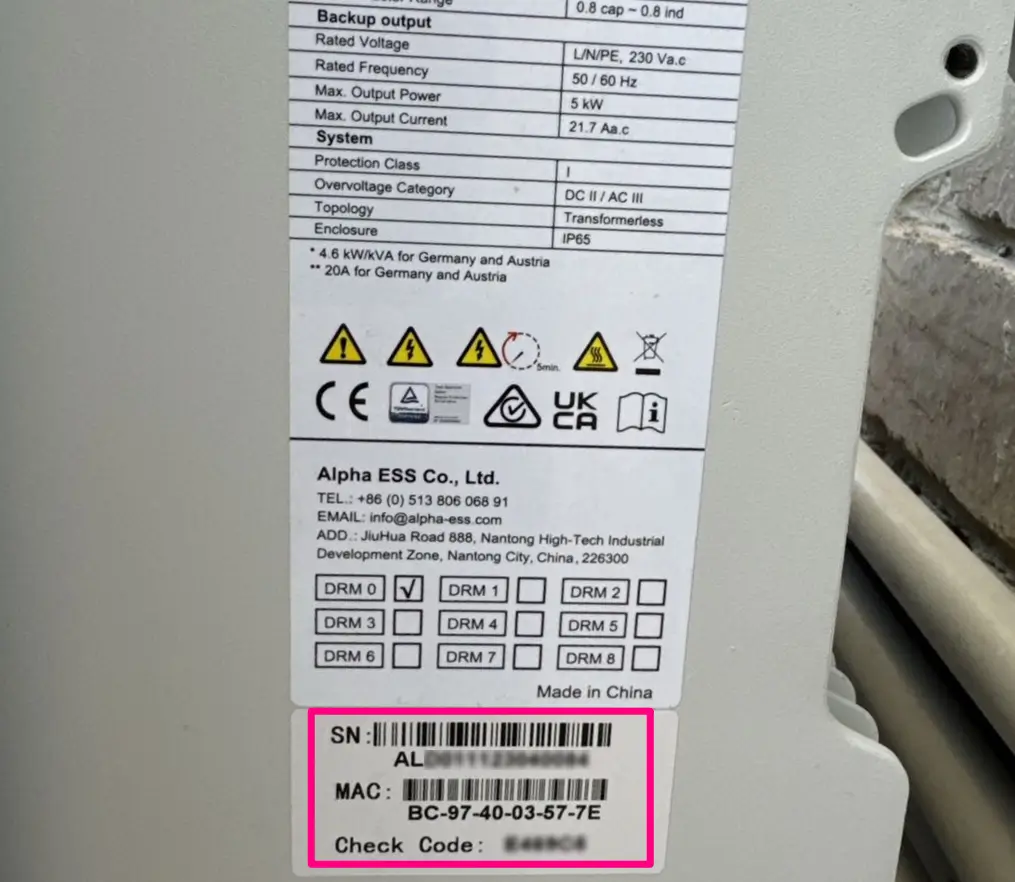 0.8 cap ~ 0.8 ind
Backup output
Rated Voltage L/N/PE, 230 Va.c
Rated Frequency 50 / 60 Hz
Max. Output Power 5 kW
Max. Output Current 21.7 Aa.c
System
Protection Class I
Overvoltage Category DC II / AC III
Topology Transformerless
Enclosure IP65
* 4.6 kW/kVA for Germany and Austria
** 20A for Germany and Austria
5min.
CE UK CA
Alpha ESS Co., Ltd.
TEL.: +86 (0) 513 806 068 91
EMAIL: info@alpha-ess.com
ADD.: JiuHua Road 888, Nantong High-Tech Industrial
Development Zone, Nantong City, China, 226300
DRM 0 √ DRM 1 DRM 2
DRM 3 DRM 4 DRM 5
DRM 6 DRM 7 DRM 8
Made in China
SN:
AL
MAC:
BC-97-40-03-57-7E
Check Code: